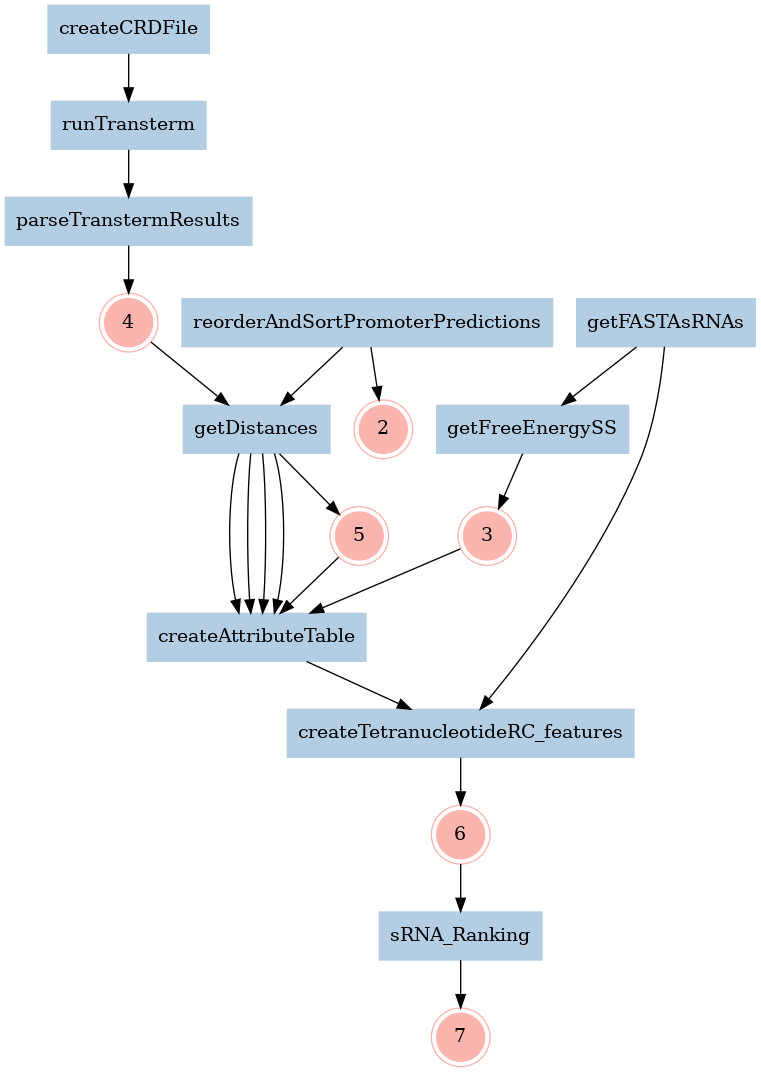 createCRDFile
runTransterm
parseTranstermResults
4
reorderAndSortPromoterPredictions
getFASTAsRNAs
getDistances
2
getFreeEnergySS
5
3
createAttributeTable
createTetranucleotideRC_features
6
sRNA_Ranking
7